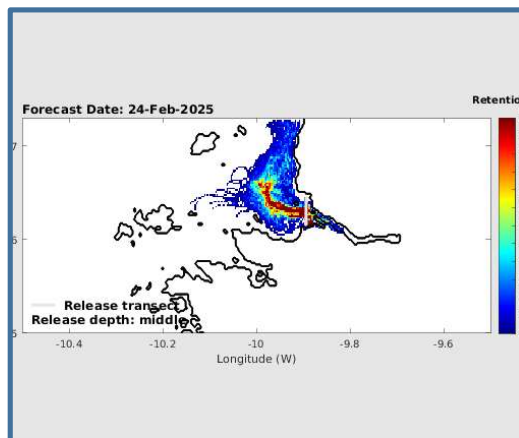 Forecast Date: 24-Feb-2025
Retentio
7
6
5
Release transect
Release depth: middle
-10.4
-10.2
-10
-9.8
-9.6
Longitude (W)